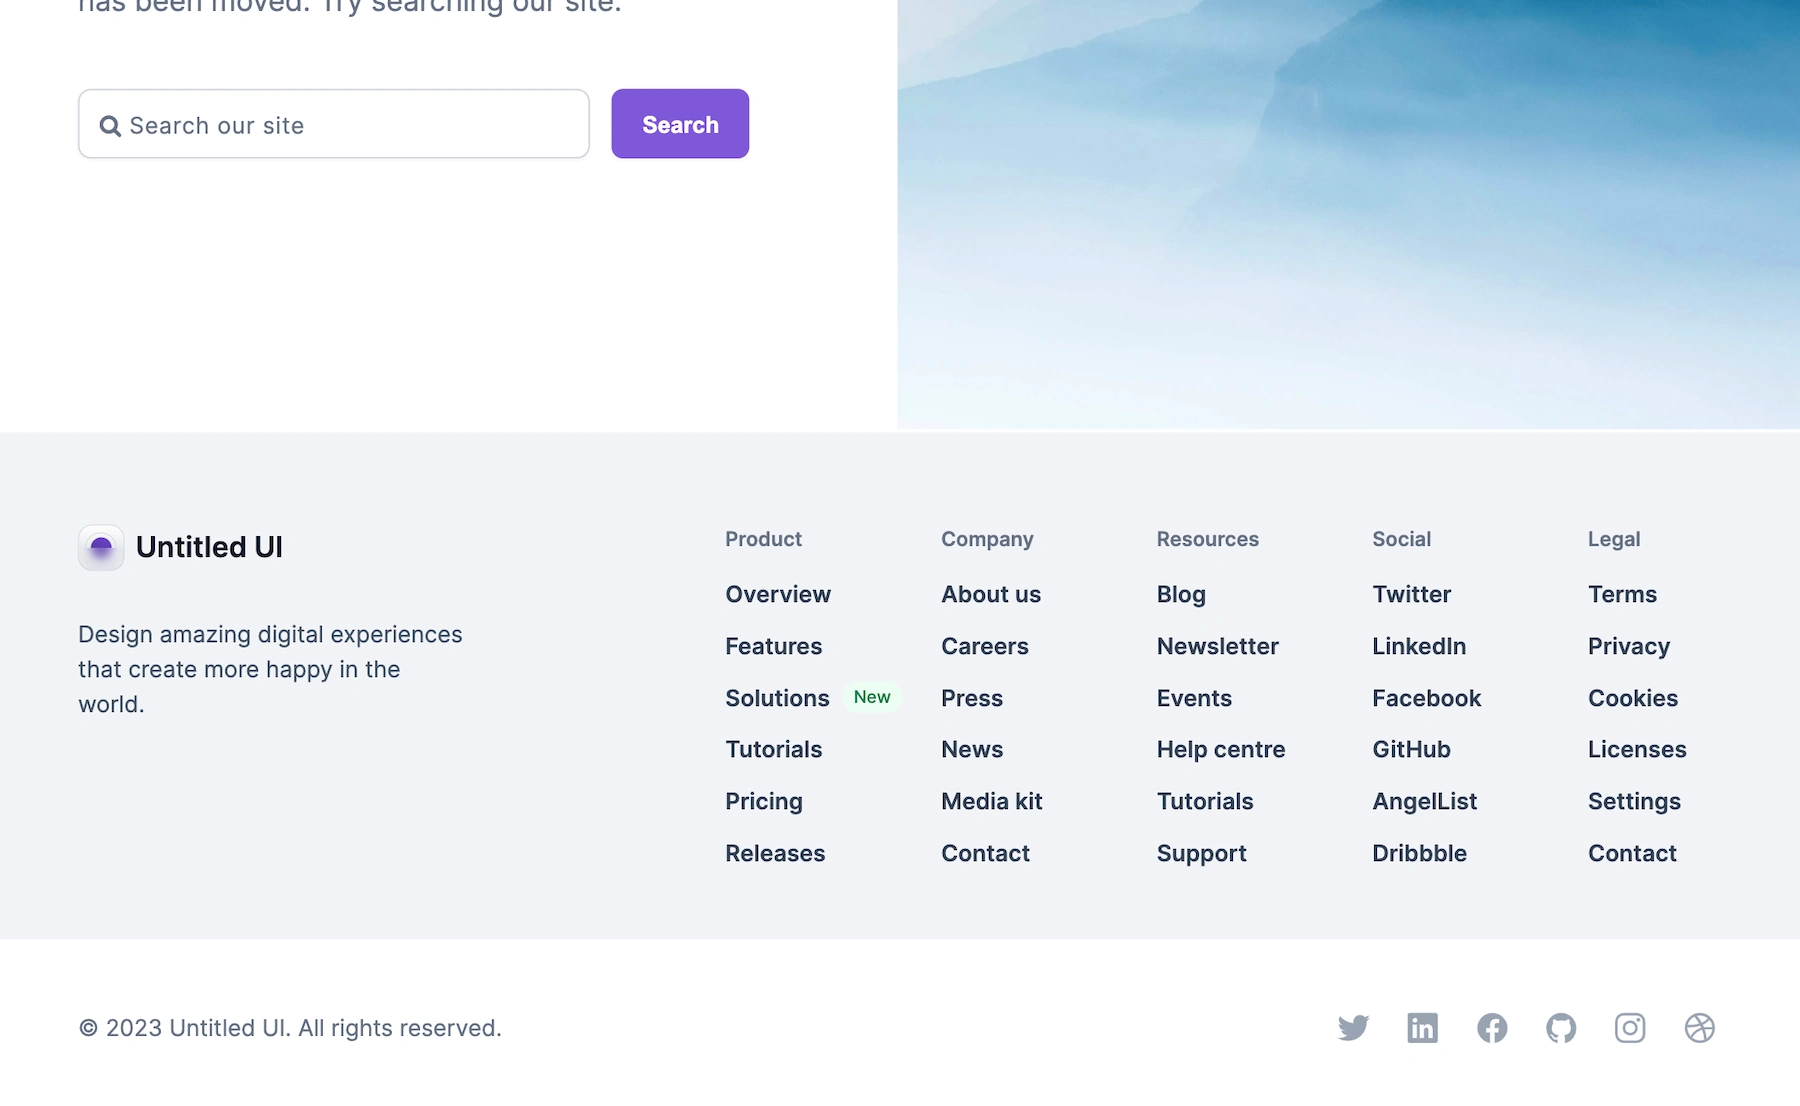 has been moved. Try searching our site.
Search our site
Search
Untitled UI
Design amazing digital experiences
that create more happy in the
world.
Product
Overview
Features
Solutions New
Tutorials
Pricing
Releases
Company
About us
Careers
Press
News
Media kit
Contact
Resources
Blog
Newsletter
Events
Help centre
Tutorials
Support
Social
Twitter
LinkedIn
Facebook
GitHub
AngelList
Dribbble
Legal
Terms
Privacy
Cookies
Licenses
Settings
Contact
© 2023 Untitled UI. All rights reserved.